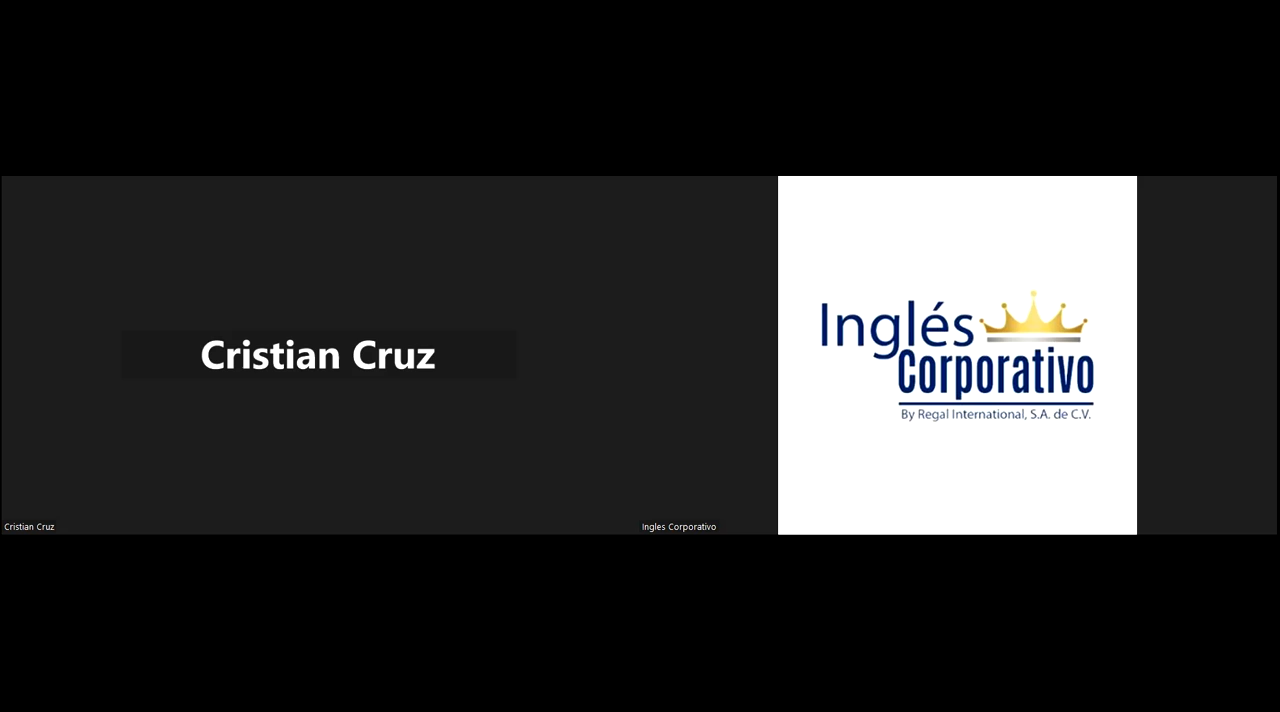 Cristian Cruz
Inglés
Corporativo
By Regal International, S.A. de C.V.
Cristian Cruz
Ingles Corporativo